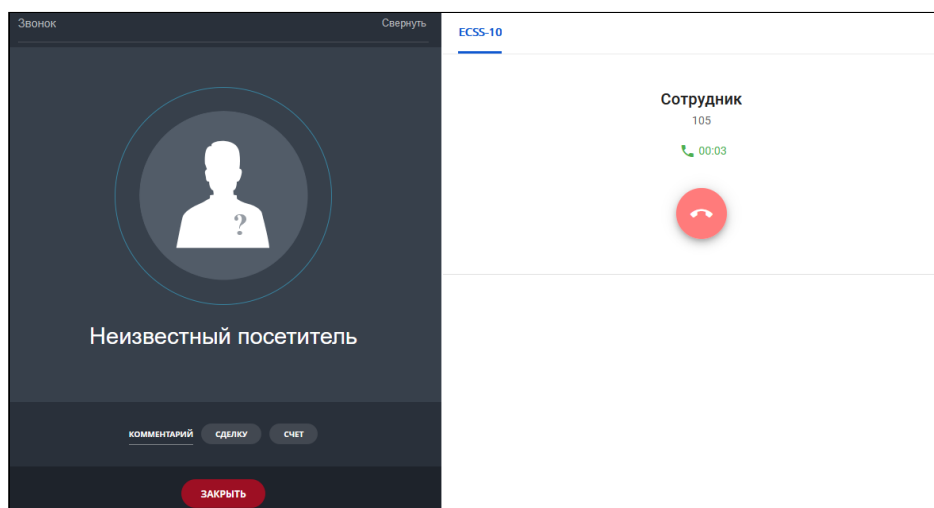 Звонок
Свернуть
?
Неизвестный посетитель
КОММЕНТАРИЙ
СДЕЛКУ
СЧЕТ
ЗАКРЫТЬ
ECSS-10
Сотрудник
105
00:03